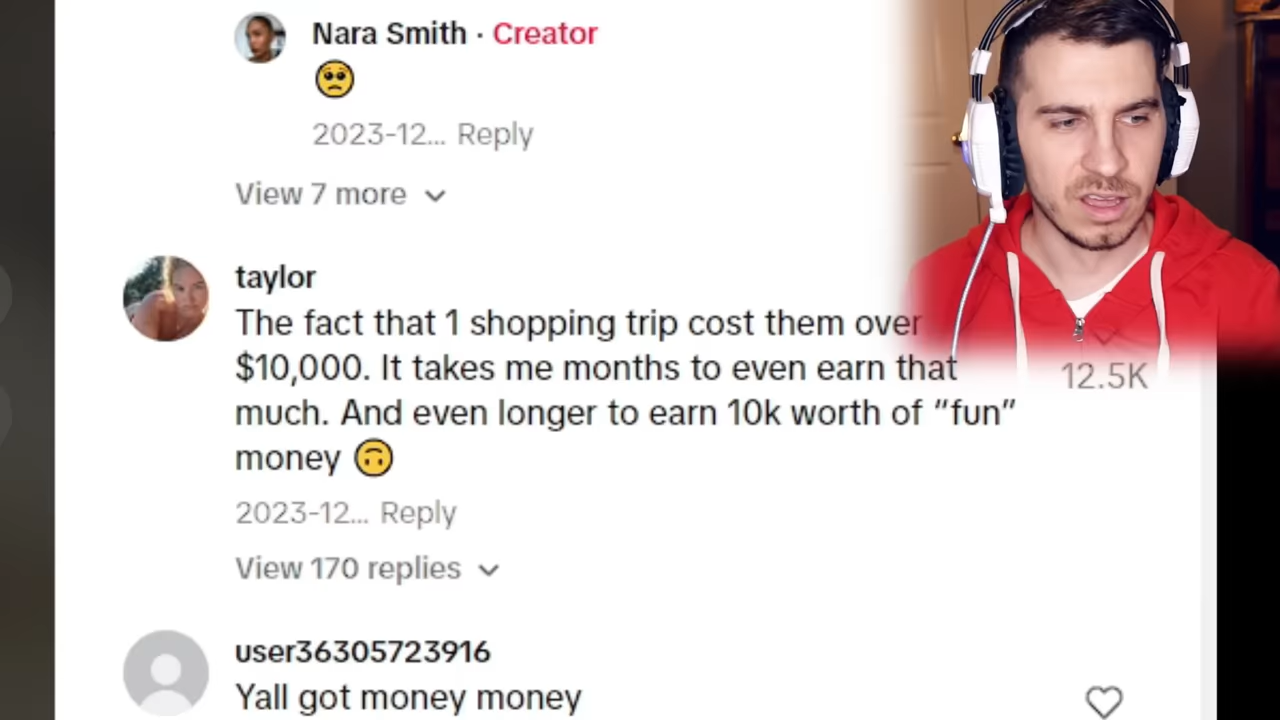 Nara Smith · Creator
🥺
2023-12... Reply
View 7 more
taylor
The fact that 1 shopping trip cost them over
$10,000. It takes me months to even earn that
much. And even longer to earn 10k worth of “fun”
money 🙃
12.5K
2023-12... Reply
View 170 replies
user36305723916
Yall got money money